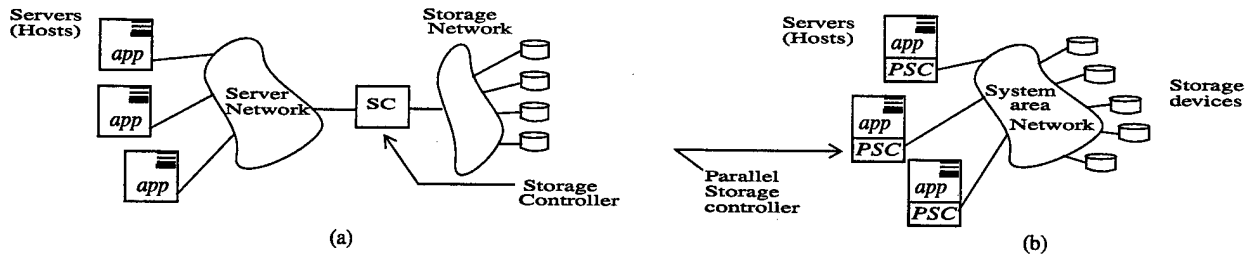 Servers
(Hosts)
app
app
app
Server
Network
SC
Storage
Network
Storage
Controller
(a)
Servers
(Hosts)
app
PSC
app
PSC
app
PSC
System
area
Network
Storage
devices
Parallel
Storage
controller
(b)